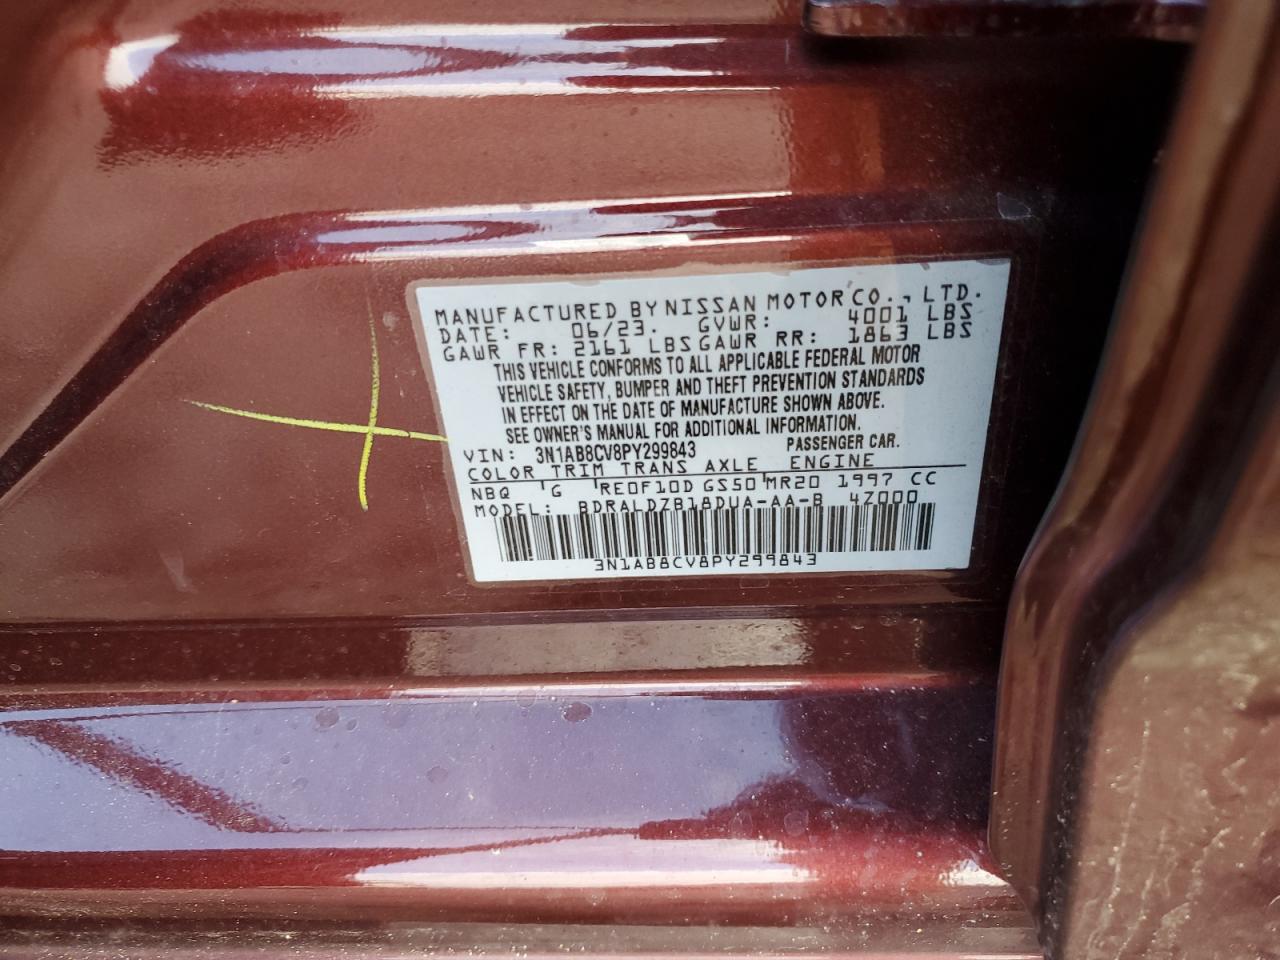 MANUFACTURED BY NISSAN MOTOR CO., LTD.
DATE: 06/23. GVWR: 4001 LBS
GAWR FR: 2161 LBS GAWR RR: 1863 LBS
THIS VEHICLE CONFORMS TO ALL APPLICABLE FEDERAL MOTOR
VEHICLE SAFETY, BUMPER AND THEFT PREVENTION STANDARDS
IN EFFECT ON THE DATE OF MANUFACTURE SHOWN ABOVE.
SEE OWNER'S MANUAL FOR ADDITIONAL INFORMATION.
VIN: 3N1AB8CV8PY299843 PASSENGER CAR.
COLOR TRIM TRANS AXLE ENGINE
NBQ G RE0F10D GS50 MR20 1997 CC
MODEL: BDRALDZB18DUA-AA-B 4Z000
3N1AB8CV8PY299843